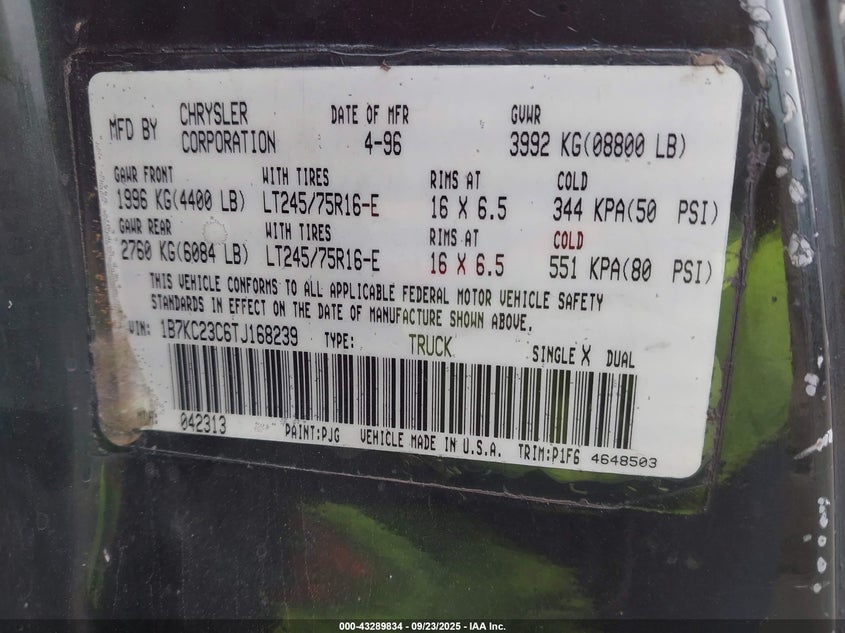 MFD BY CHRYSLER CORPORATION DATE OF MFR 4-96 GVWR 3992 KG(08800 LB)
GAWR FRONT WITH TIRES RIMS AT COLD
1996 KG(4400 LB) LT245/75R16-E 16 X 6.5 344 KPA(50 PSI)
GAWR REAR WITH TIRES RIMS AT COLD
2760 KG(6084 LB) LT245/75R16-E 16 X 6.5 551 KPA(80 PSI)
THIS VEHICLE CONFORMS TO ALL APPLICABLE FEDERAL MOTOR VEHICLE SAFETY
STANDARDS IN EFFECT ON THE DATE OF MANUFACTURE SHOWN ABOVE.
VIN: 1B7KC23C6TJ168239 TYPE: TRUCK SINGLE X DUAL
042313 PAINT:PJG VEHICLE MADE IN U.S.A. TRIM:P1F6 4648503
000-43289834 - 09/23/2025 - IAA Inc.